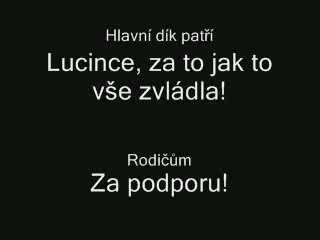 Hlavní dík patří
Lucince, za to jak to
vše zvládla!
Rodičům
Za podporu!